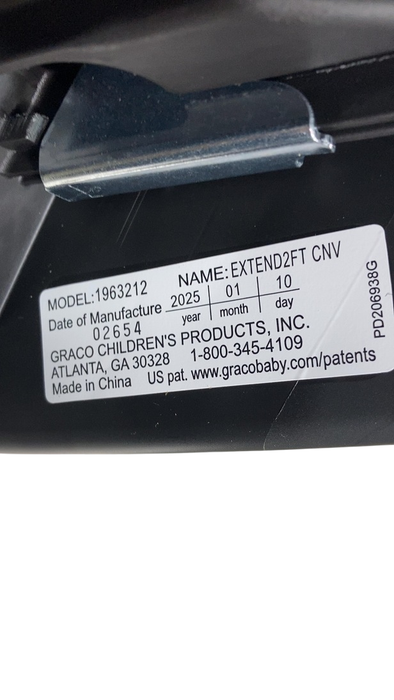 MODEL:1963212 NAME:EXTEND2FT CNV
Date of Manufacture 2025 01 10
year month day
02654
GRACO CHILDREN'S PRODUCTS, INC.
ATLANTA, GA 30328 1-800-345-4109
Made in China US pat. www.gracobaby.com/patents
PD206938G